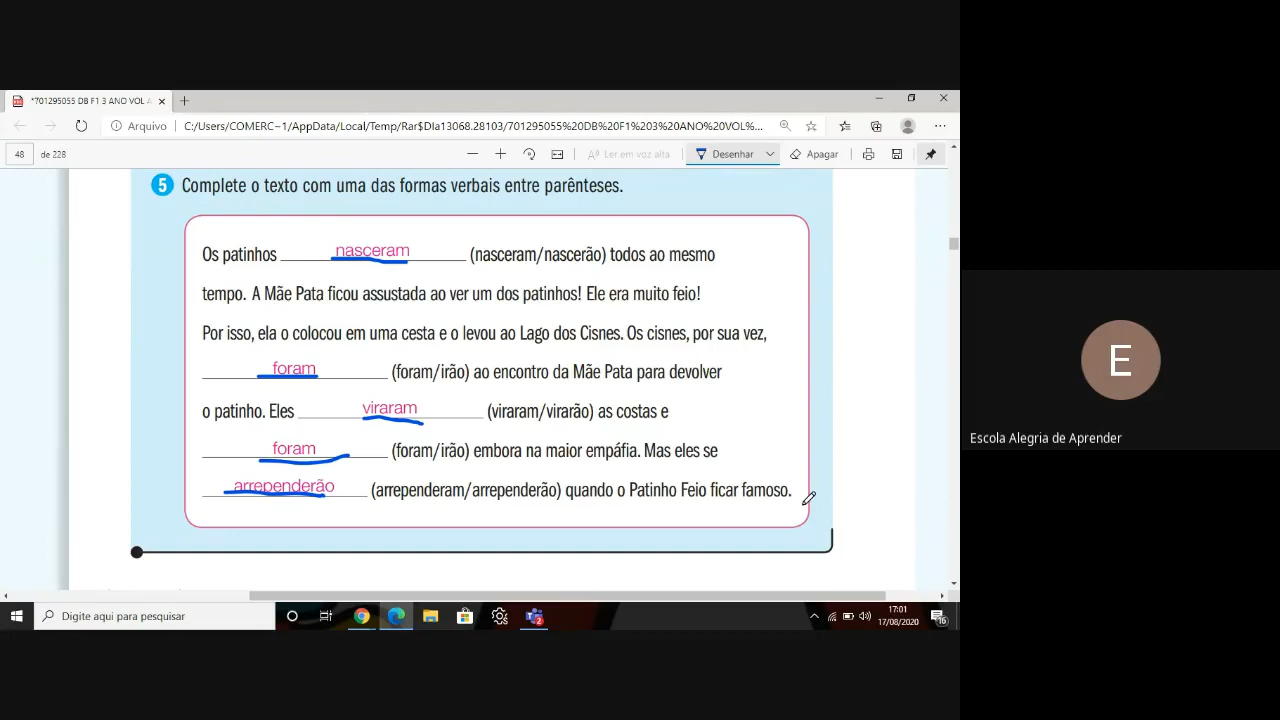 *701295055 DB F1 3 ANO VOL
Arquivo C:/Users/COMERC~1/AppData/Local/Temp/Rar$DIa13068.28103/701295055%20DB%20F1%203%20ANO%20VOL%...
48 de 228 Ler em voz alta Desenhar Apagar
5 Complete o texto com uma das formas verbais entre parênteses.
Os patinhos nasceram (nasceram/nascerão) todos ao mesmo
tempo. A Mãe Pata ficou assustada ao ver um dos patinhos! Ele era muito feio!
Por isso, ela o colocou em uma cesta e o levou ao Lago dos Cisnes. Os cisnes, por sua vez,
foram (foram/irão) ao encontro da Mãe Pata para devolver
o patinho. Eles viraram (viraram/virarão) as costas e
foram (foram/irão) embora na maior empáfia. Mas eles se
arrependerão (arrependeram/arrependerão) quando o Patinho Feio ficar famoso.
E
Escola Alegria de Aprender
Digite aqui para pesquisar
17:01
17/08/2020
16